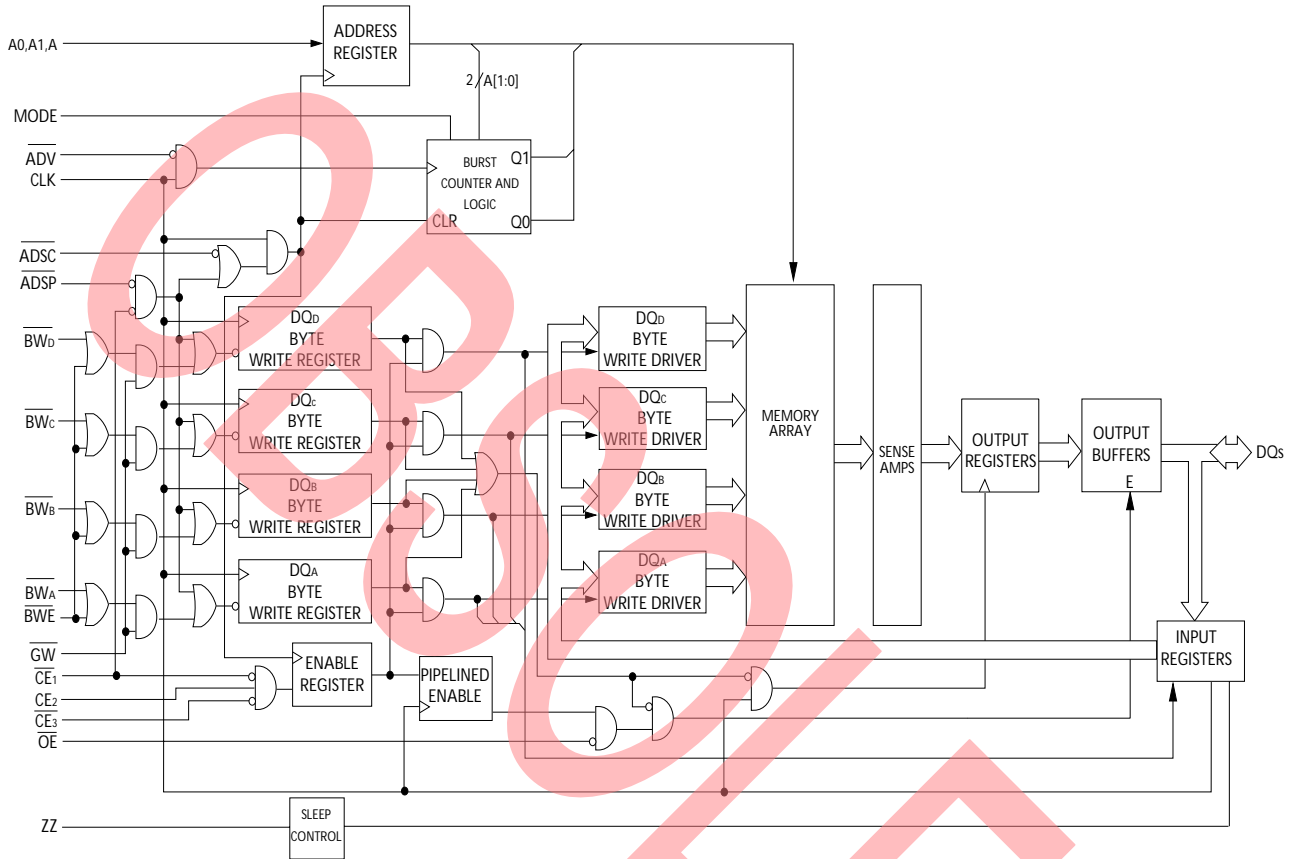 ADDRESS
REGISTER
A0,A1,A
2 / A[1:0]
MODE
ADV
CLK
BURST
COUNTER AND
LOGIC
Q1
CLR
Q0
ADSC
ADSP
BWD
DQD
BYTE
WRITE REGISTER
DQD
BYTE
WRITE DRIVER
BWC
DQC
BYTE
WRITE REGISTER
DQC
BYTE
WRITE DRIVER
MEMORY
ARRAY
SENSE
AMPS
OUTPUT
REGISTERS
OUTPUT
BUFFERS
E
DQs
BWB
DQB
BYTE
WRITE REGISTER
DQB
BYTE
WRITE DRIVER
BWA
BWE
DQA
BYTE
WRITE REGISTER
DQA
BYTE
WRITE DRIVER
INPUT
REGISTERS
GW
CE1
CE2
CE3
OE
ENABLE
REGISTER
PIPELINED
ENABLE
ZZ
SLEEP
CONTROL